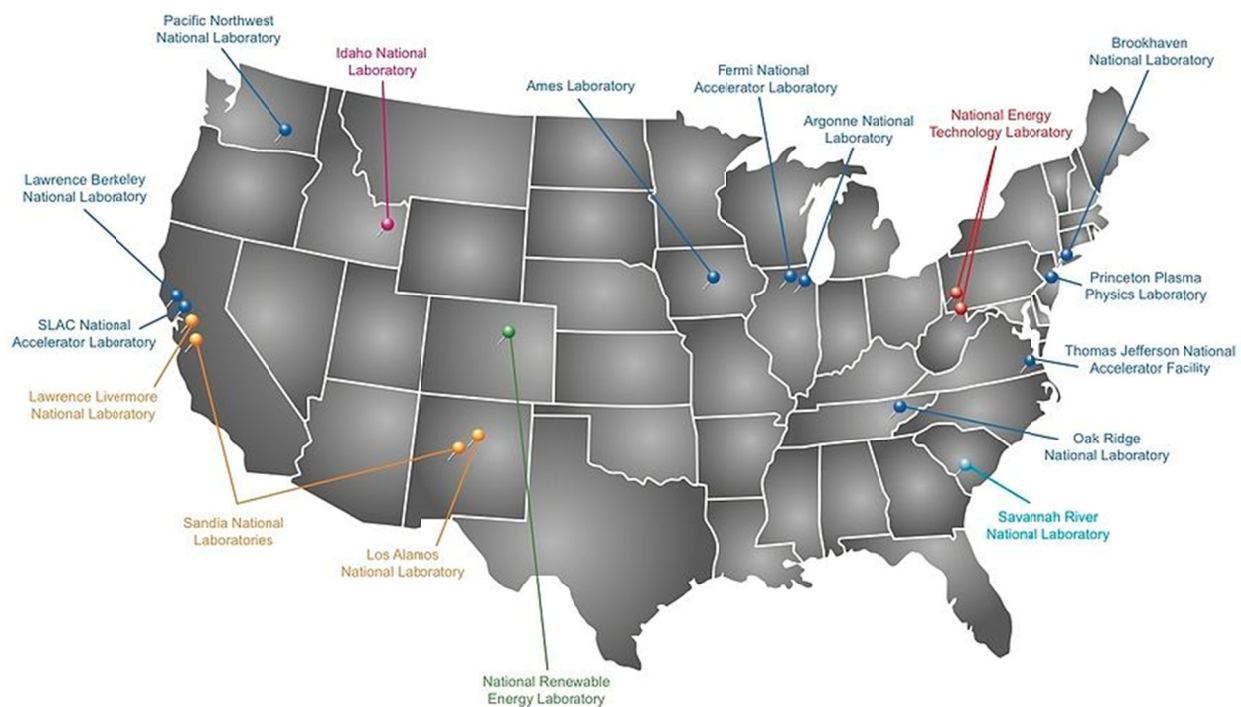 Pacific Northwest
National Laboratory
Idaho National
Laboratory
Ames Laboratory
Fermi National
Accelerator Laboratory
Argonne National
Laboratory
Brookhaven
National Laboratory
National Energy
Technology Laboratory
Lawrence Berkeley
National Laboratory
SLAC National
Accelerator Laboratory
Lawrence Livermore
National Laboratory
Sandia National
Laboratories
Los Alamos
National Laboratory
National Renewable
Energy Laboratory
Princeton Plasma
Physics Laboratory
Thomas Jefferson National
Accelerator Facility
Oak Ridge
National Laboratory
Savannah River
National Laboratory